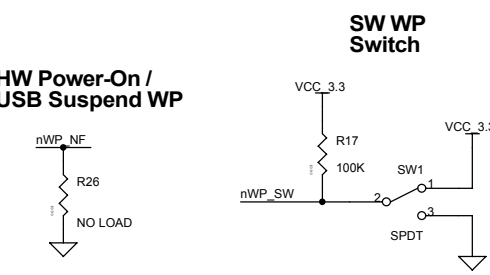 SW WP
Switch
HW Power-On /
USB Suspend WP
nWP_NF
R26
NO LOAD
VCC_3.3
R17
100K
nWP_SW
VCC_3.3
SW1
2
1
3
SPDT